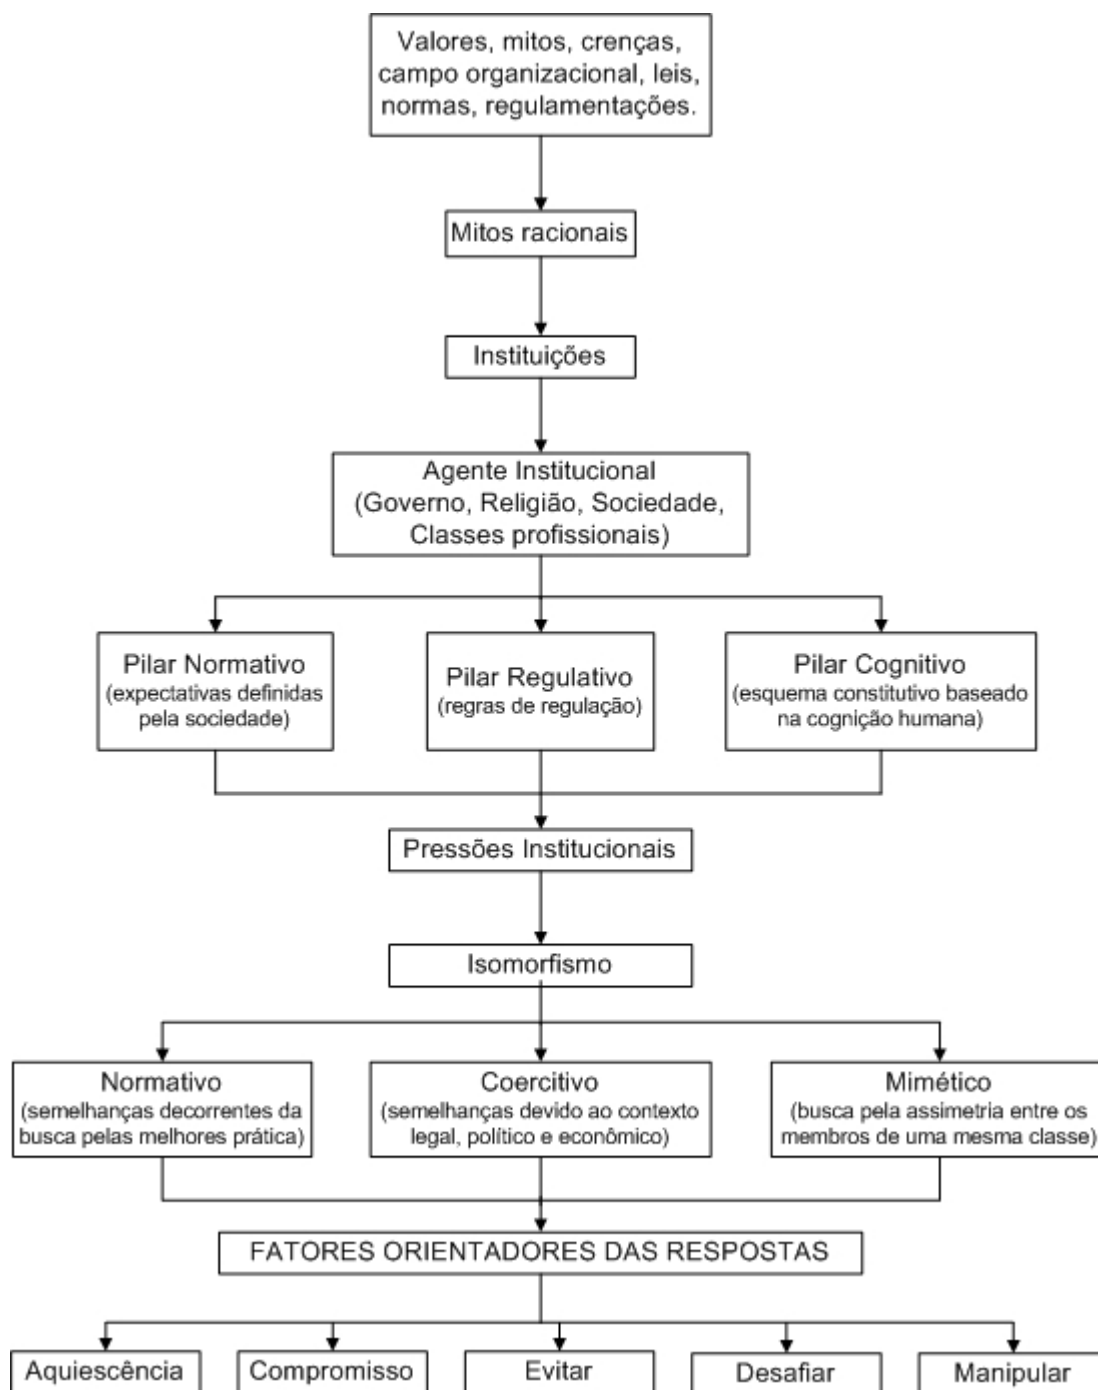 Valores, mitos, crenças,
campo organizacional, leis,
normas, regulamentações.
Mitos racionais
Instituições
Agente Institucional
(Governo, Religião, Sociedade,
Classes profissionais)
Pilar Normativo
(expectativas definidas
pela sociedade)
Pilar Regulativo
(regras de regulação)
Pilar Cognitivo
(esquema constitutivo baseado
na cognição humana)
Pressões Institucionais
Isomorfismo
Normativo
(semelhanças decorrentes da
busca pelas melhores prática)
Coercitivo
(semelhanças devido ao contexto
legal, político e econômico)
Mimético
(busca pela assimetria entre os
membros de uma mesma classe)
FATORES ORIENTADORES DAS RESPOSTAS
Aquiescência
Compromisso
Evitar
Desafiar
Manipular